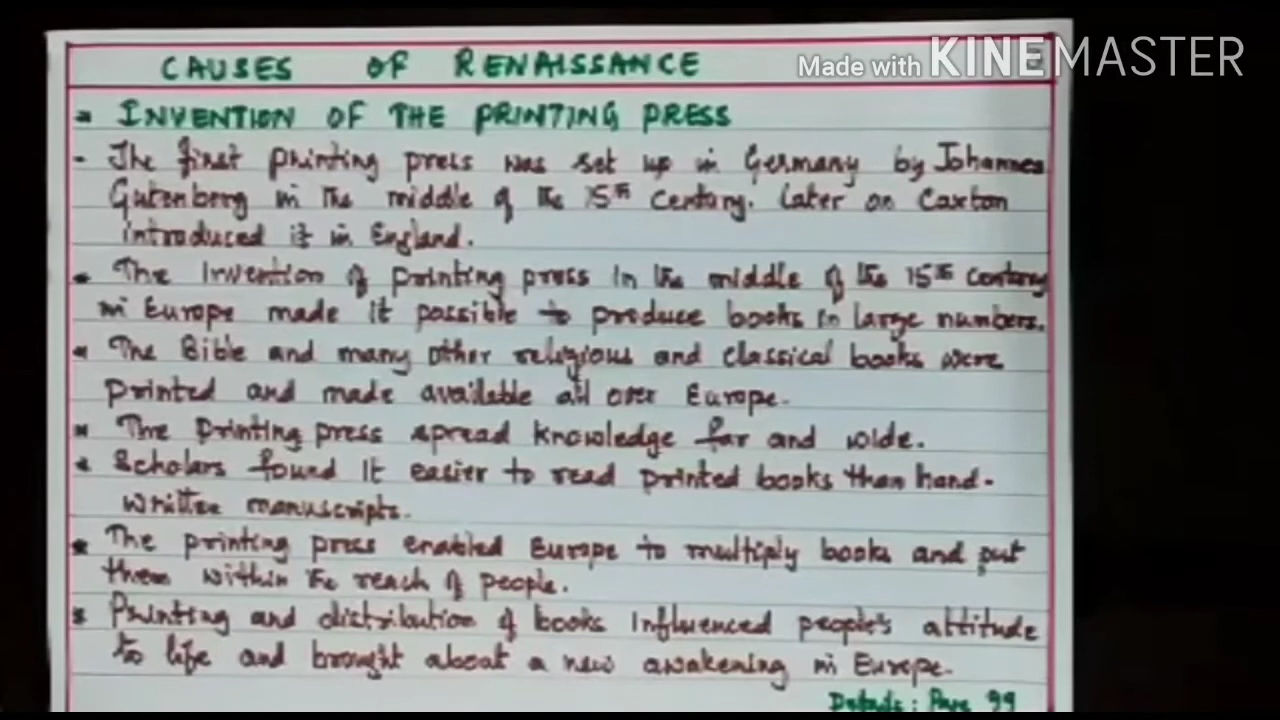 CAUSES OF RENAISSANCE
Made with KINEMASTER
INVENTION OF THE PRINTING PRESS
- The first printing press was set up in Germany by Johannes
Gutenberg in the middle of the 15th century. Later on Caxton
introduced it in England.
The invention of printing press in the middle of the 15th century
in Europe made it possible to produce books in large numbers.
The Bible and many other religious and classical books were
printed and made available all over Europe.
The printing press spread knowledge far and wide.
Scholars found it easier to read printed books than hand-
written manuscripts.
The printing press enabled Europe to multiply books and put
them within the reach of people.
Printing and distribution of books influenced people's attitude
to life and brought about a new awakening in Europe.
Details: Page 99